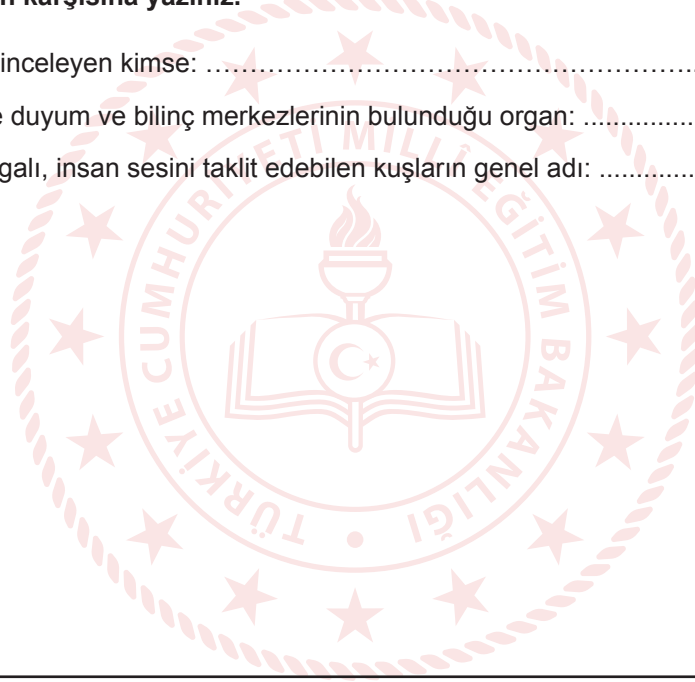 karşısına yazınız.
inceleyen kimse: ……………………………………………….
duyum ve bilinç merkezlerinin bulunduğu organ: ..............
galı, insan sesini taklit edebilen kuşların genel adı: .............
TÜRKİYE CUMHURİYETİ MİLLÎ EĞİTİM BAKANLIĞI